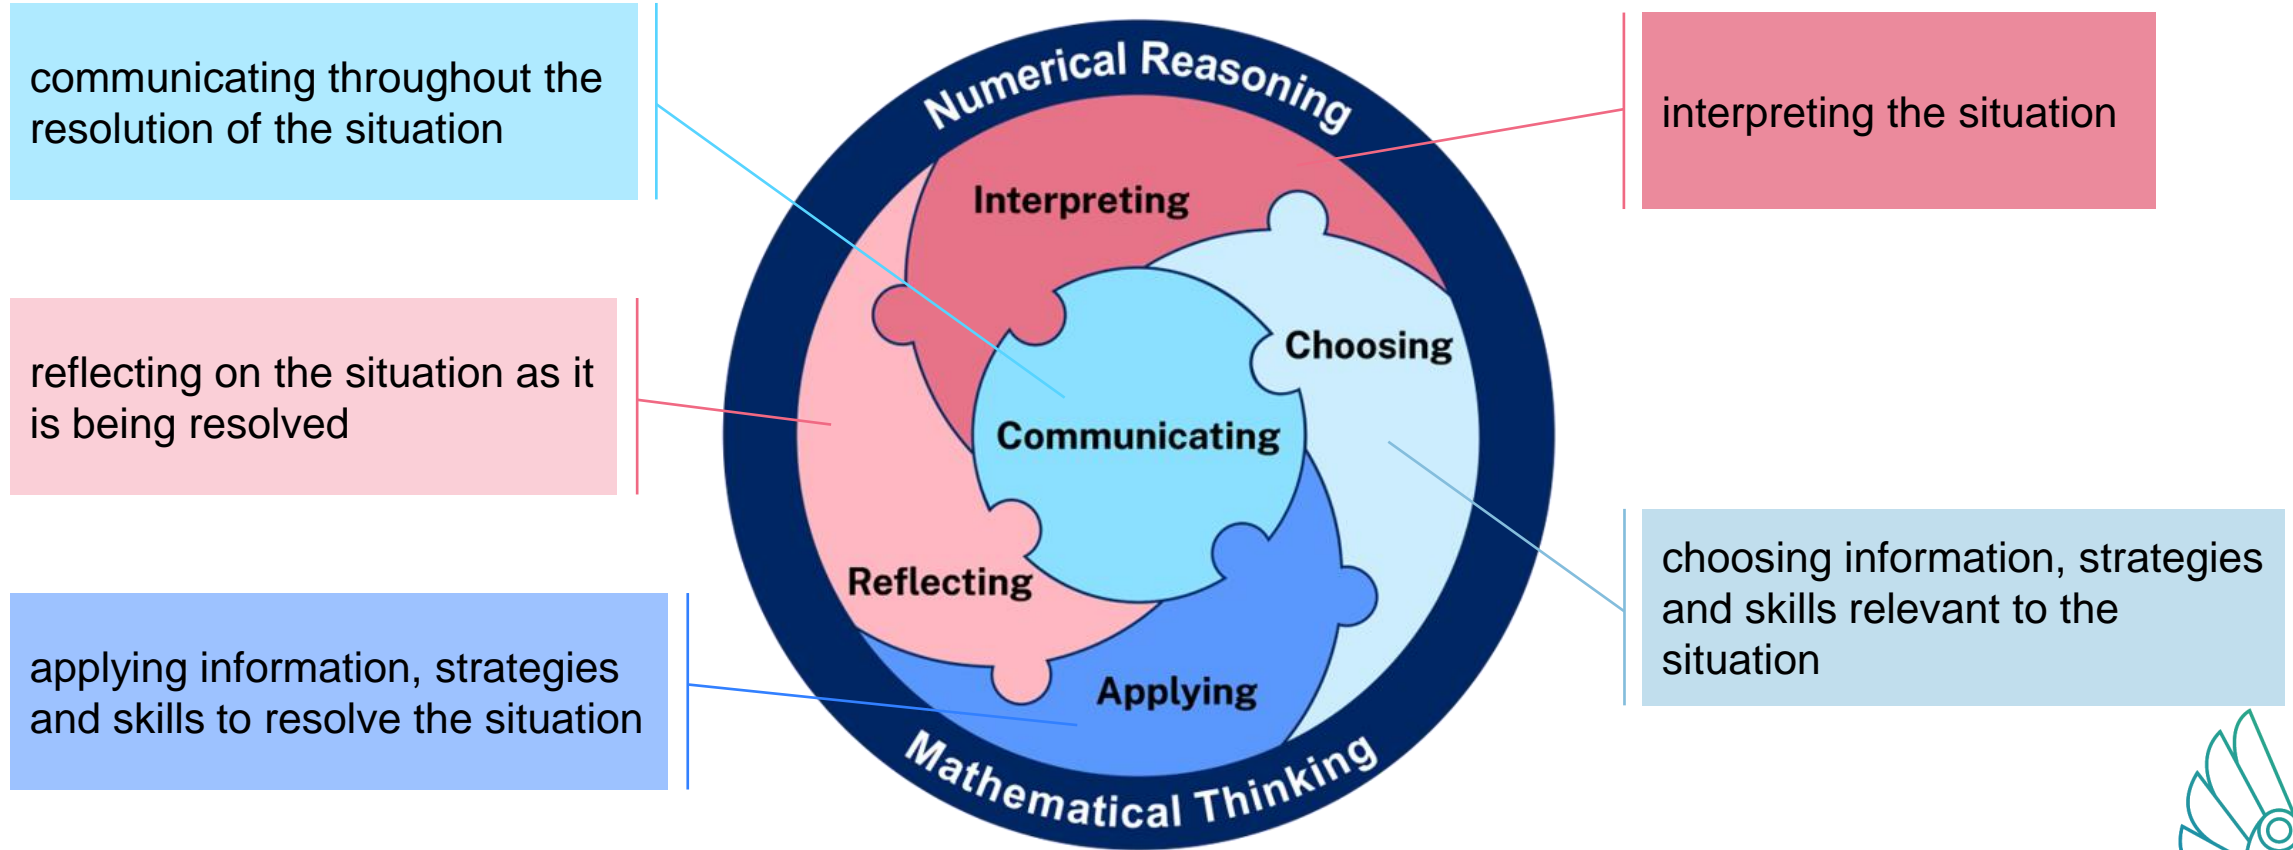 communicating throughout the
resolution of the situation
reflecting on the situation as it
is being resolved
applying information, strategies
and skills to resolve the situation
Numerical Reasoning
Interpreting
Choosing
Communicating
Reflecting
Applying
Mathematical Thinking
interpreting the situation
choosing information, strategies
and skills relevant to the
situation